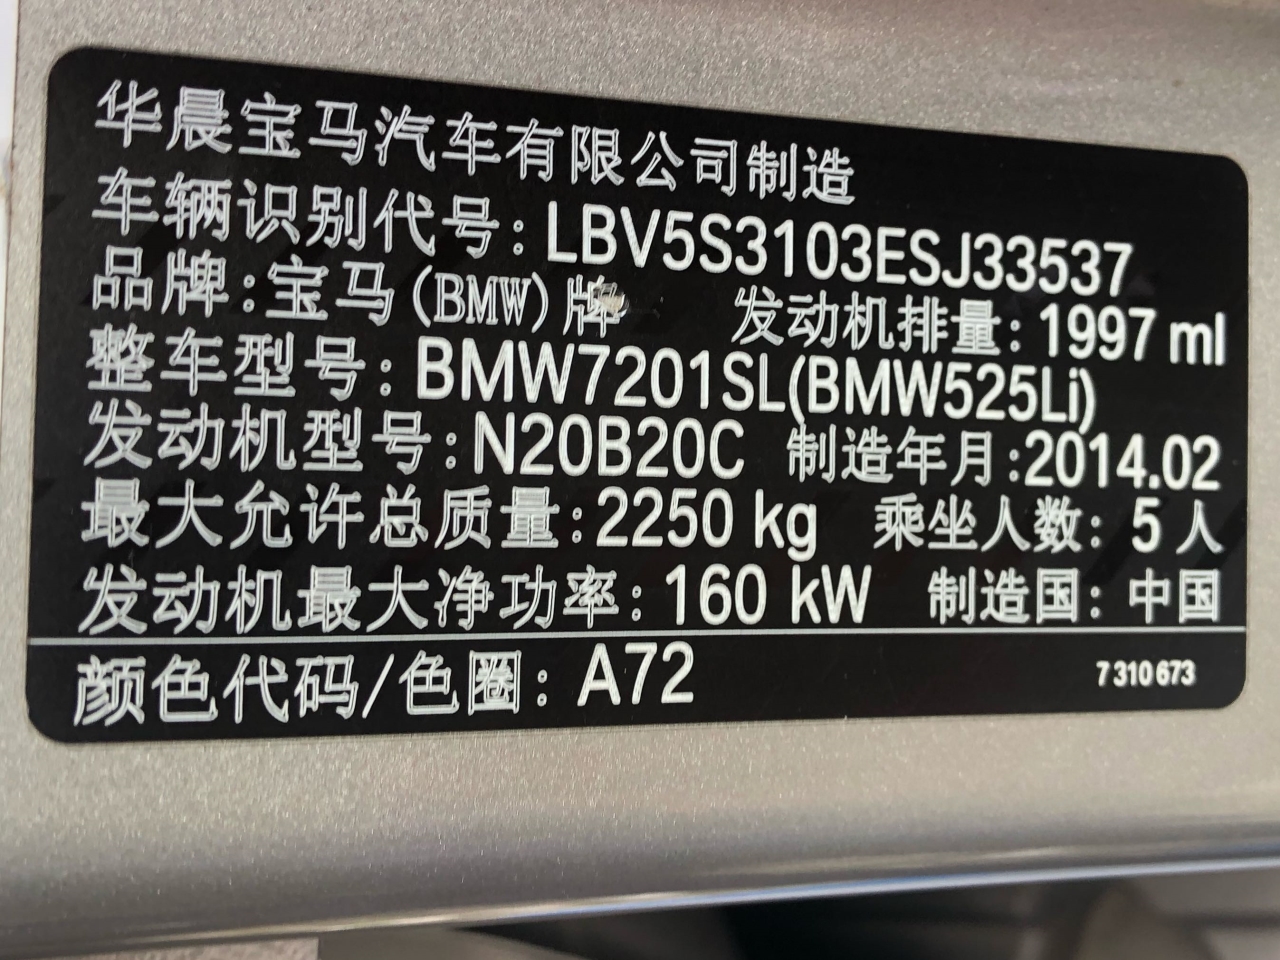 华晨宝马汽车有限公司制造
车辆识别代号:LBV5S3103ESJ33537
品牌:宝马(BMW)牌 发动机排量:1997 ml
整车型号:BMW7201SL(BMW525Li)
发动机型号:N20B20C 制造年月:2014.02
最大允许总质量:2250 kg 乘坐人数:5人
发动机最大净功率:160 kW 制造国:中国
颜色代码/色圈:A72 7 310 673